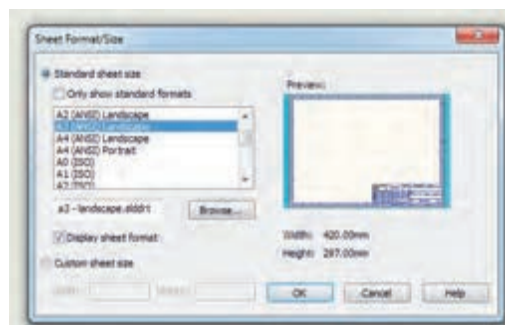 Sheet Format/Size
Standard sheet size
Only show standard formats
A2 (ANSI) Landscape
A3 (ANSI) Landscape
A4 (ANSI) Landscape
A4 (ANSI) Portrait
A0 (ISO)
A1 (ISO)
A2 (ISO)
a3 - landscape.slddrt
Browse...
Display sheet format
Custom sheet size
Preview:
Width: 420.00mm
Height: 297.00mm
OK
Cancel
Help